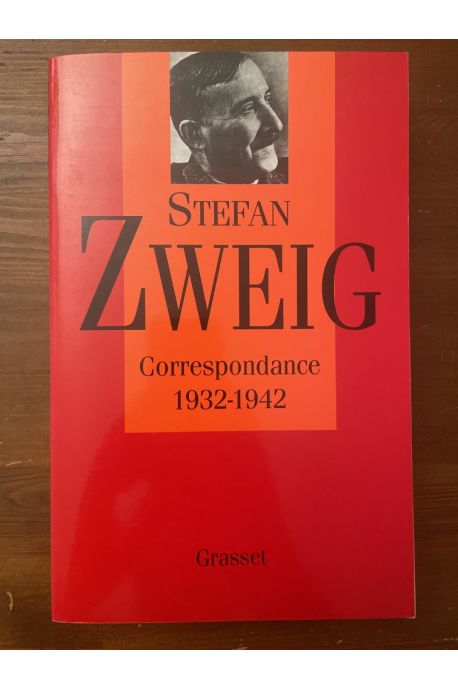 STEFAN
ZWEIG
Correspondance
1932-1942
Grasset